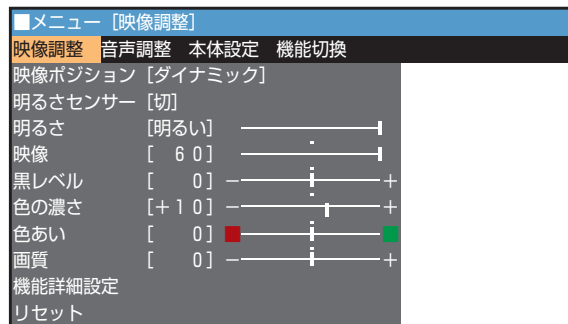 ■メニュー [映像調整]
映像調整 音声調整 本体設定 機能切換
映像ポジション [ダイナミック]
明るさセンサー [切]
明るさ [明るい]
映像 [ 60]
黒レベル [ 0] − +
色の濃さ [+10] − +
色あい [ 0]
画質 [ 0] − +
機能詳細設定
リセット